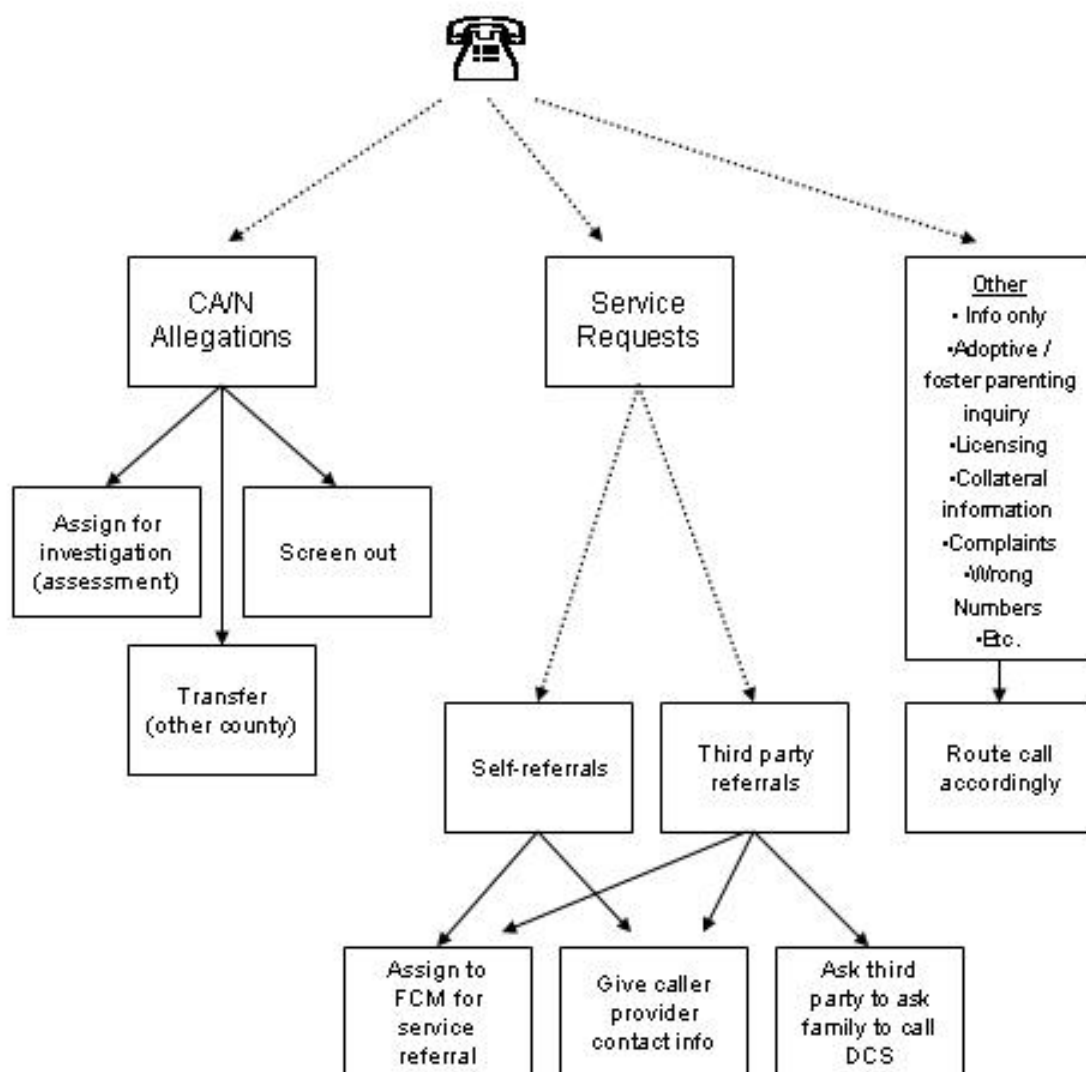 CA/N
Allegations
Service
Requests
Other
• Info only
•Adoptive /
foster parenting
inquiry
•Licensing
•Collateral
information
•Complaints
•Wrong
Numbers
•Etc.
Assign for
investigation
(assessment)
Screen out
Transfer
(other county)
Self-referrals
Third party
referrals
Route call
accordingly
Assign to
FCM for
service
referral
Give caller
provider
contact info
Ask third
party to ask
family to call
DCS